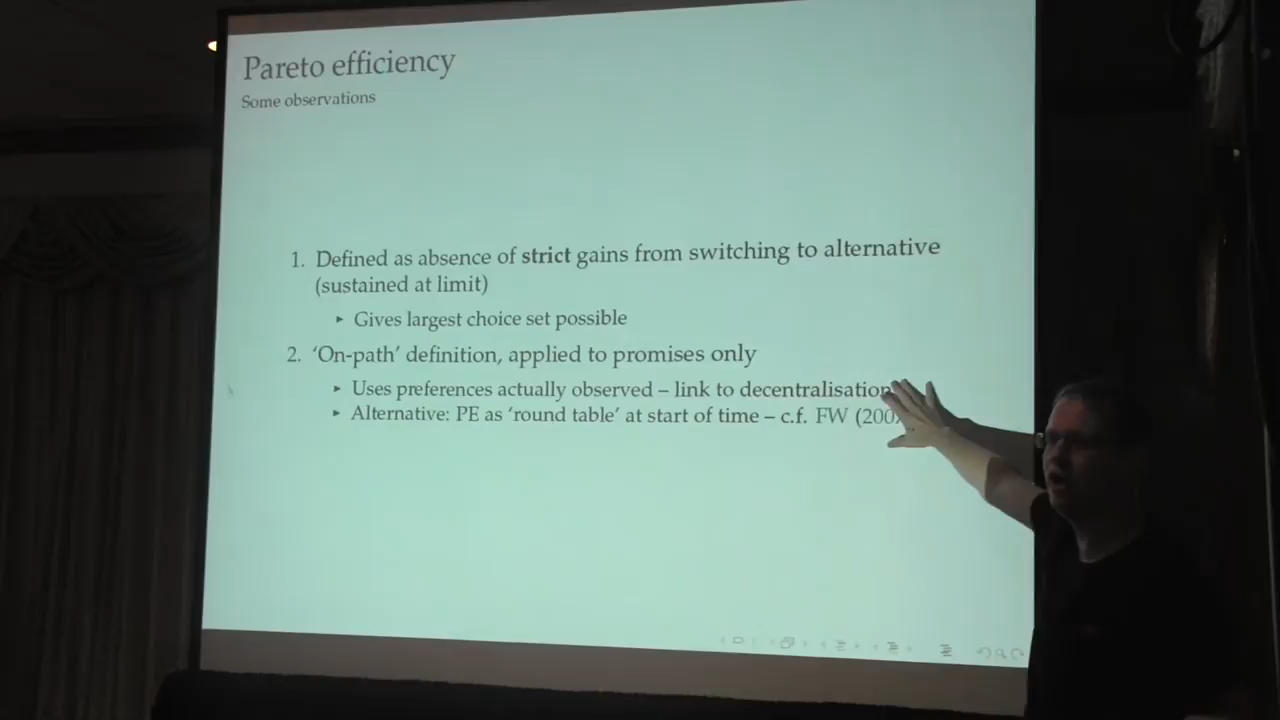 Pareto efficiency
Some observations
1. Defined as absence of strict gains from switching to alternative
(sustained at limit)
▸ Gives largest choice set possible
2. ‘On-path’ definition, applied to promises only
▸ Uses preferences actually observed – link to decentralisation
▸ Alternative: PE as ‘round table’ at start of time – c.f. FW